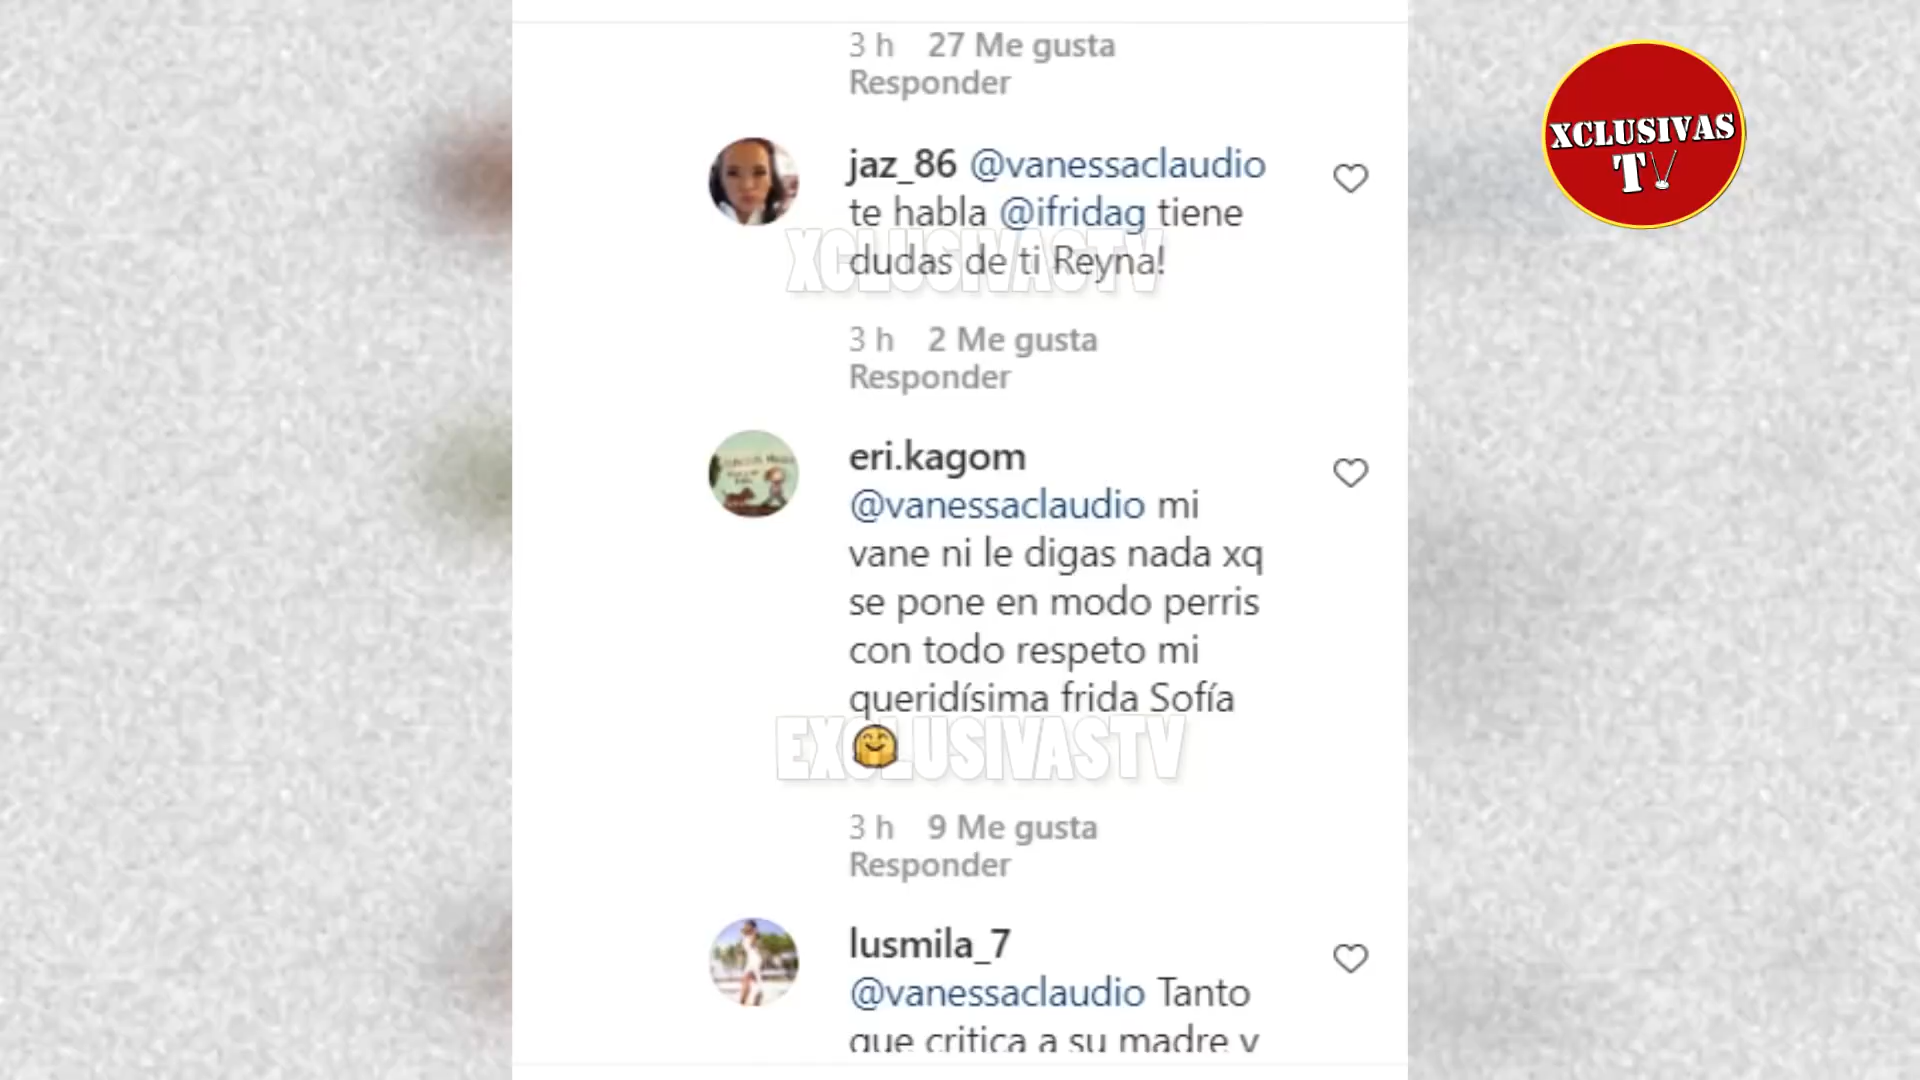 3 h 27 Me gusta
Responder
XCLUSIVAS
TV
jaz_86 @vanessaclaudio
te habla @ifridag tiene
dudas de ti Reyna!
XCLUSIVASTV
3 h 2 Me gusta
Responder
eri.kagom
@vanessaclaudio mi
vane ni le digas nada xq
se pone en modo perris
con todo respeto mi
queridísima frida Sofía
🤗
EXCLUSIVASTV
3 h 9 Me gusta
Responder
lusmila_7
@vanessaclaudio Tanto
que critica a su madre y